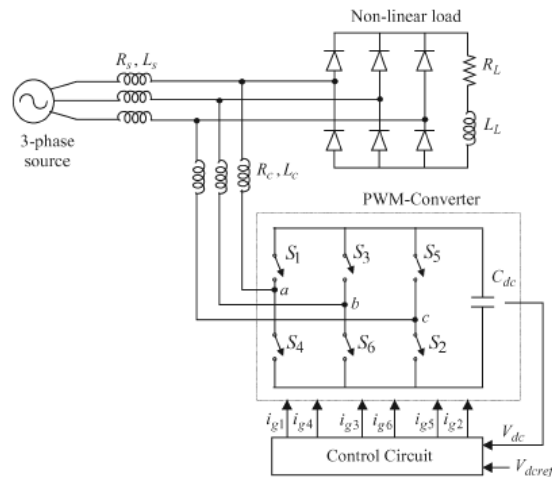 Non-linear load
R_s, L_s
R_L
L_L
3-phase
source
R_c, L_c
PWM-Converter
S_1
S_3
S_5
C_dc
a
b
c
S_4
S_6
S_2
i_g1 i_g4 i_g3 i_g6 i_g5 i_g2
V_dc
Control Circuit
V_dcref